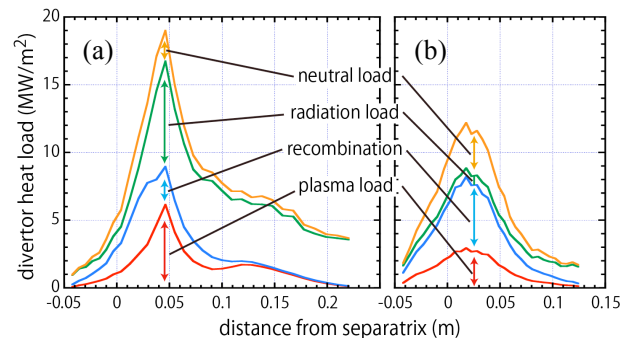 20
15
10
5
0
divertor heat load (MW/m²)
(a)
(b)
neutral load
radiation load
recombination
plasma load
-0.05 0 0.05 0.1 0.15 0.2
-0.05 0 0.05 0.1 0.15
distance from separatrix (m)